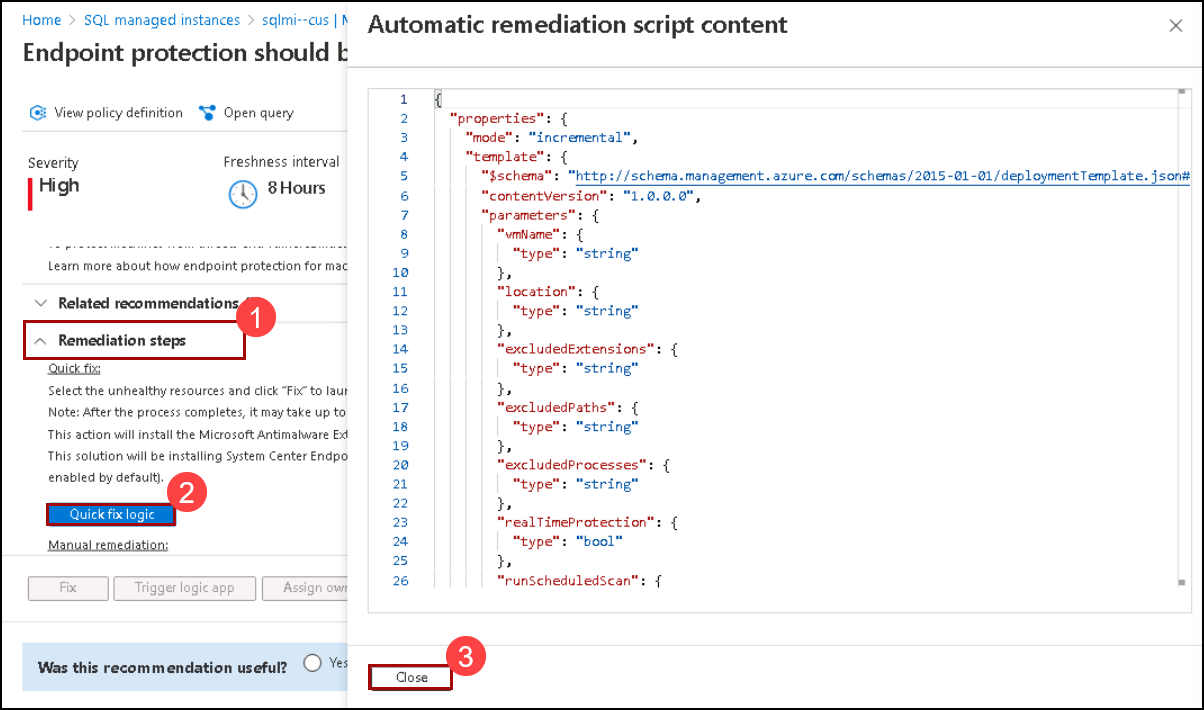 Home > SQL managed instances > sqlmi--cus | M
Endpoint protection should b
View policy definition Open query
Severity Freshness interval
High 8 Hours
Learn more about how endpoint protection for mac
Related recommendations
1
Remediation steps
Quick fix:
Select the unhealthy resources and click "Fix" to laun
Note: After the process completes, it may take up to
This action will install the Microsoft Antimalware Ext
This solution will be installing System Center Endpo
enabled by default).
2
Quick fix logic
Manual remediation:
Fix Trigger logic app Assign own
Was this recommendation useful? Yes
Automatic remediation script content
1 {
2 "properties": {
3 "mode": "incremental",
4 "template": {
5 "$schema": "http://schema.management.azure.com/schemas/2015-01-01/deploymentTemplate.json#
6 "contentVersion": "1.0.0.0",
7 "parameters": {
8 "vmName": {
9 "type": "string"
10 },
11 "location": {
12 "type": "string"
13 },
14 "excludedExtensions": {
15 "type": "string"
16 },
17 "excludedPaths": {
18 "type": "string"
19 },
20 "excludedProcesses": {
21 "type": "string"
22 },
23 "realTimeProtection": {
24 "type": "bool"
25 },
26 "runScheduledScan": {
3
Close